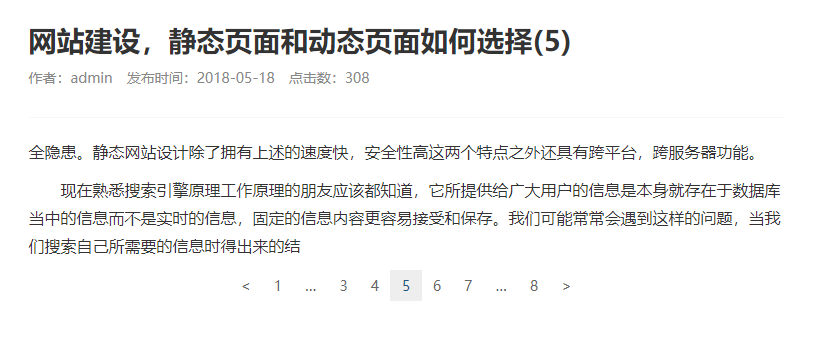 网站建设，静态页面和动态页面如何选择(5)
作者：admin 发布时间：2018-05-18 点击数：308
全隐患。静态网站设计除了拥有上述的速度快，安全性高这两个特点之外还具有跨平台，跨服务器功能。
现在熟悉搜索引擎原理工作原理的朋友应该都知道，它所提供给广大用户的信息是本身就存在于数据库
当中的信息而不是实时的信息，固定的信息内容更容易接受和保存。我们可能常常会遇到这样的问题，当我
们搜索自己所需要的信息时得出来的结
< 1 ... 3 4 5 6 7 ... 8 >